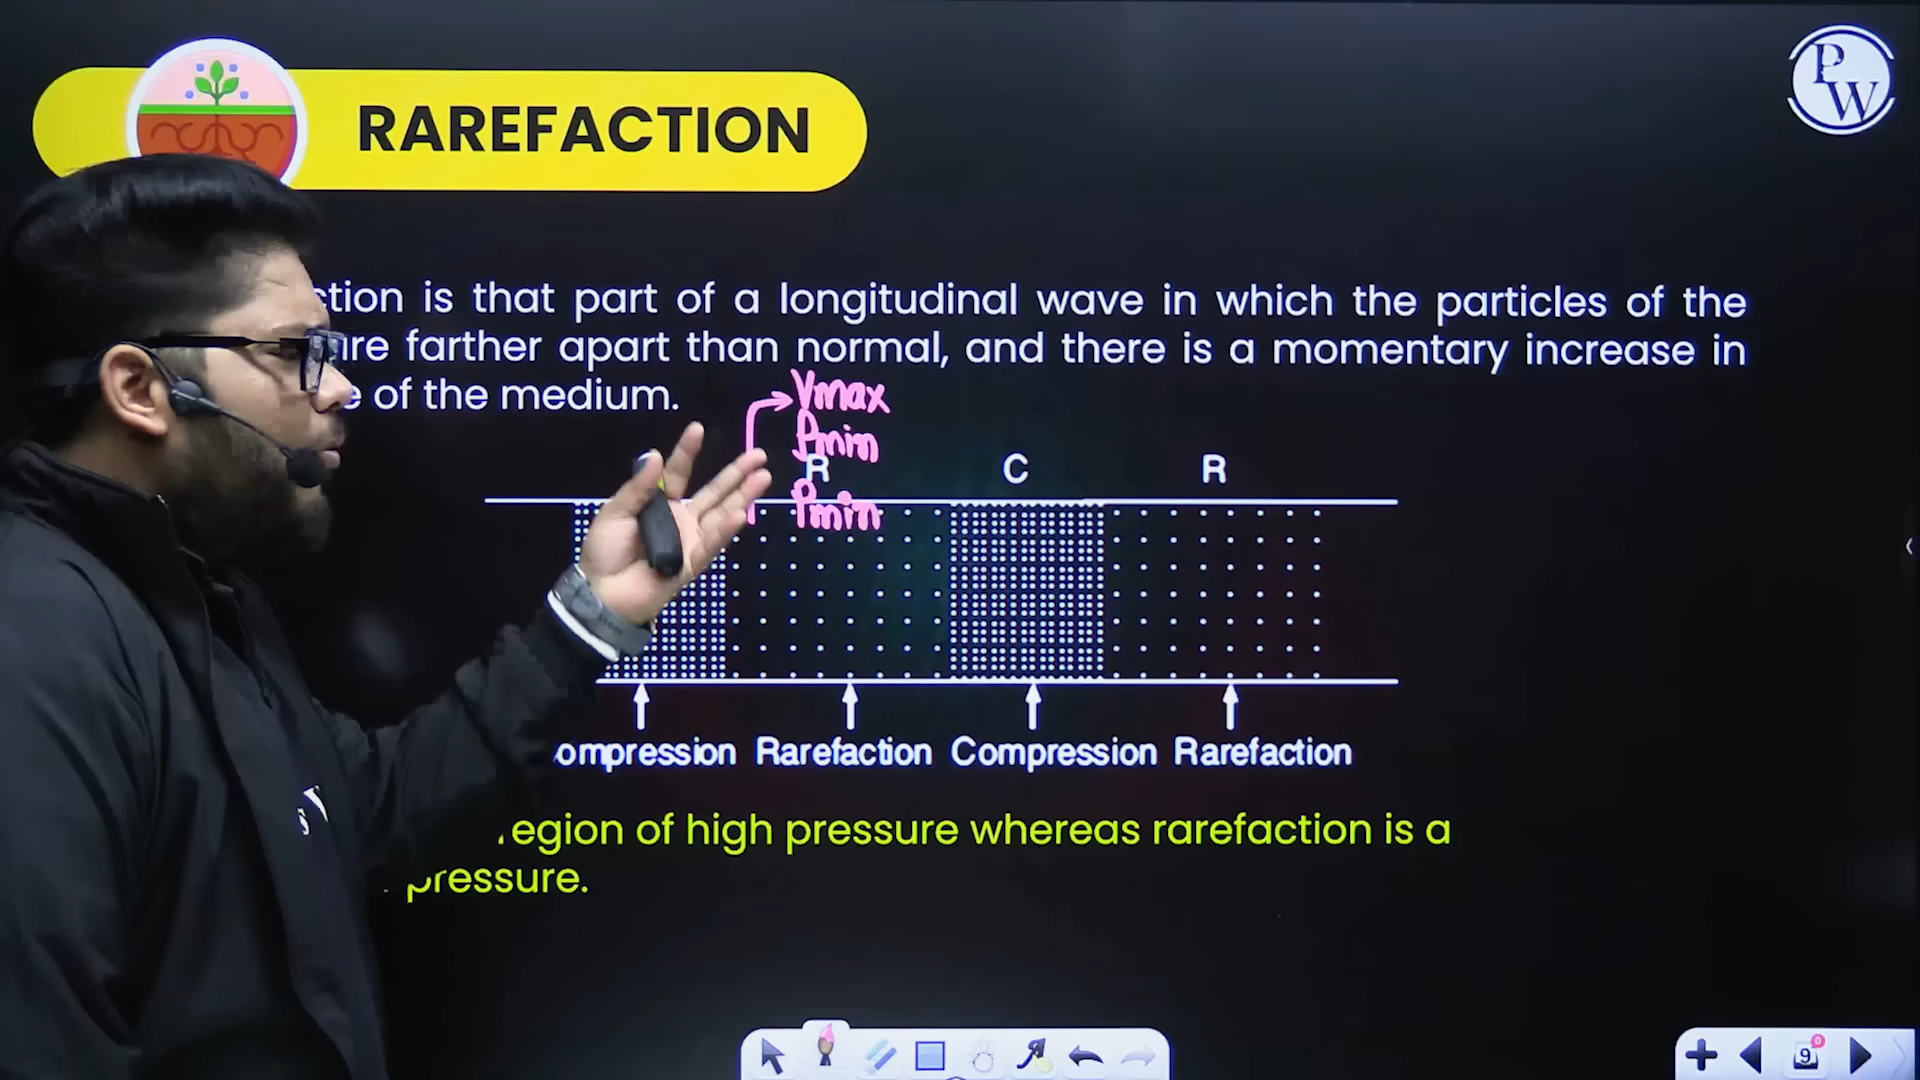 P
W
RAREFACTION
is that part of a longitudinal wave in which the particles of the
farther apart than normal, and there is a momentary increase in
of the medium.
Vmax
Pmin
R C R
Pmin
ompression Rarefaction Compression Rarefaction
egion of high pressure whereas rarefaction is a
pressure.
9
0